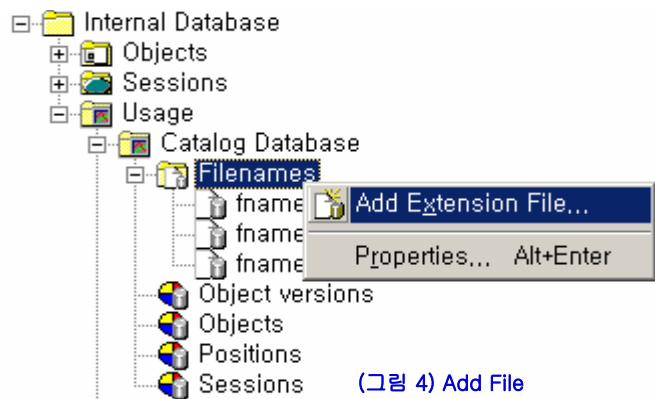 Internal Database
Objects
Sessions
Usage
Catalog Database
Filenames
fname
Add Extension File...
fname
fname
Properties... Alt+Enter
Object versions
Objects
Positions
Sessions
(그림 4) Add File